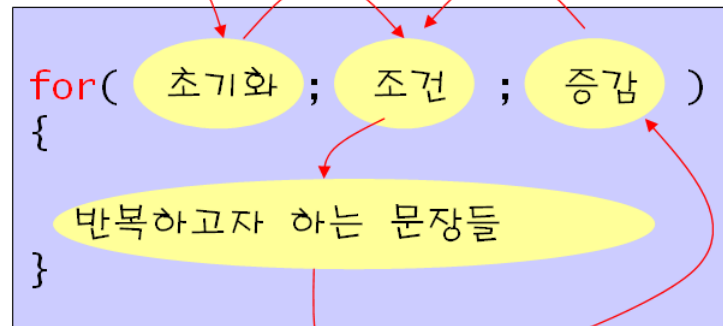 for( 초기화 ; 조건 ; 증감 )
{
반복하고자 하는 문장들
}